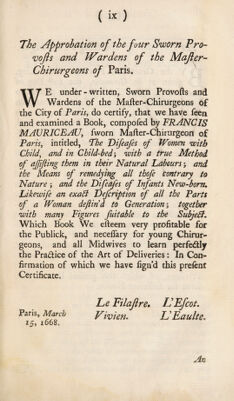 ( ix )
The Approbation of the four Sworn Pro-
vosts and Wardens of the Master-
Chirurgeons of Paris.
WE under-written, Sworn Provosts and
Wardens of the Master-Chirurgeons of
the City of Paris, do certify, that we have seen
and examined a Book, composed by FRANCIS
MAURICEAU, sworn Master-Chirurgeon of
Paris, intitled, The Diseases of Women with
Child, and in Child-bed; with a true Method
of assisting them in their Natural Labours; and
the Means of remedying all those contrary to
Nature; and the Diseases of Infants New-born.
Likewise an exact Description of all the Parts
of a Woman destin'd to Generation; together
with many Figures suitable to the Subject.
Which Book We esteem very profitable for
the Publick, and necessary for young Chirur-
geons, and all Midwives to learn perfectly
the Practice of the Art of Deliveries: In Con-
firmation of which we have sign'd this present
Certificate.
Le Filastre. L'Escot.
Paris, March Vivien. L'Eaulte.
15, 1668.
An